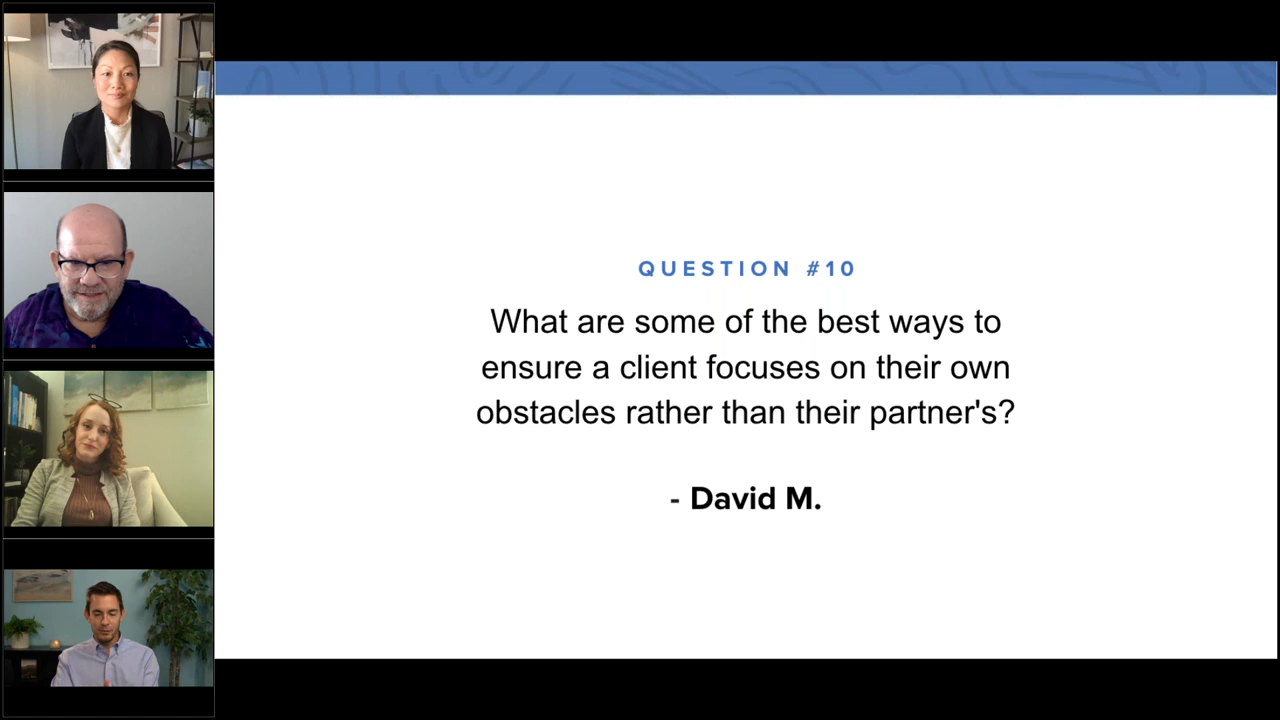 QUESTION #10
What are some of the best ways to
ensure a client focuses on their own
obstacles rather than their partner's?
- David M.